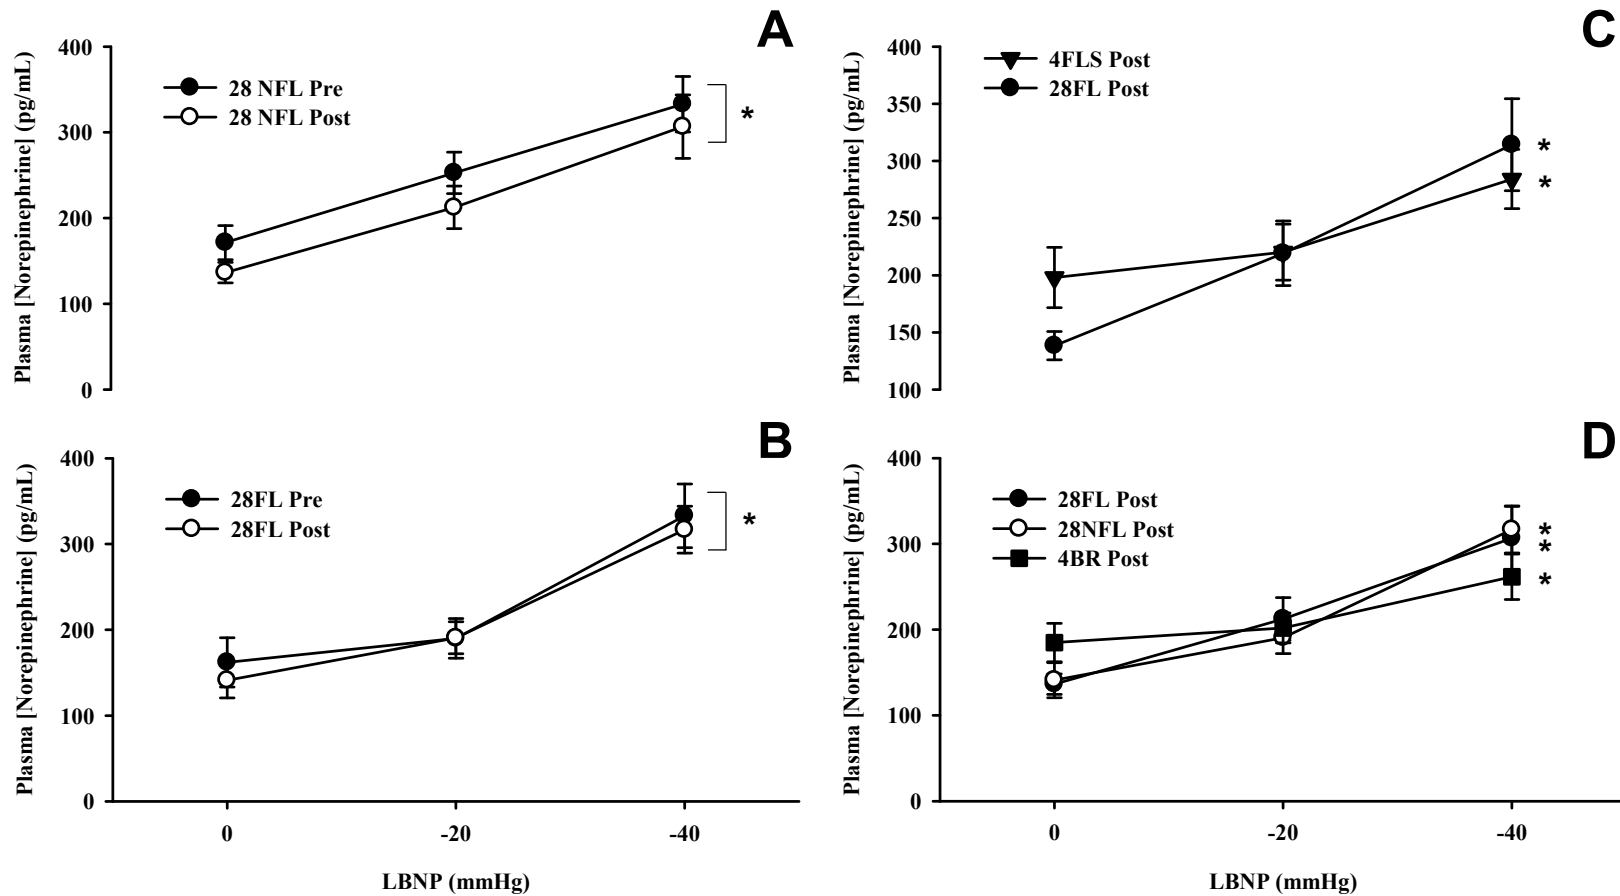 A
Plasma [Norepinephrine] (pg/mL)
400
300
200
100
0
28 NFL Pre
28 NFL Post
*
C
Plasma [Norepinephrine] (pg/mL)
400
350
300
250
200
150
100
4FLS Post
28FL Post
*
*
B
Plasma [Norepinephrine] (pg/mL)
400
300
200
100
0
28FL Pre
28FL Post
*
0 -20 -40
LBNP (mmHg)
D
Plasma [Norepinephrine] (pg/mL)
400
300
200
100
0
28FL Post
28NFL Post
4BR Post
*
*
*
0 -20 -40
LBNP (mmHg)